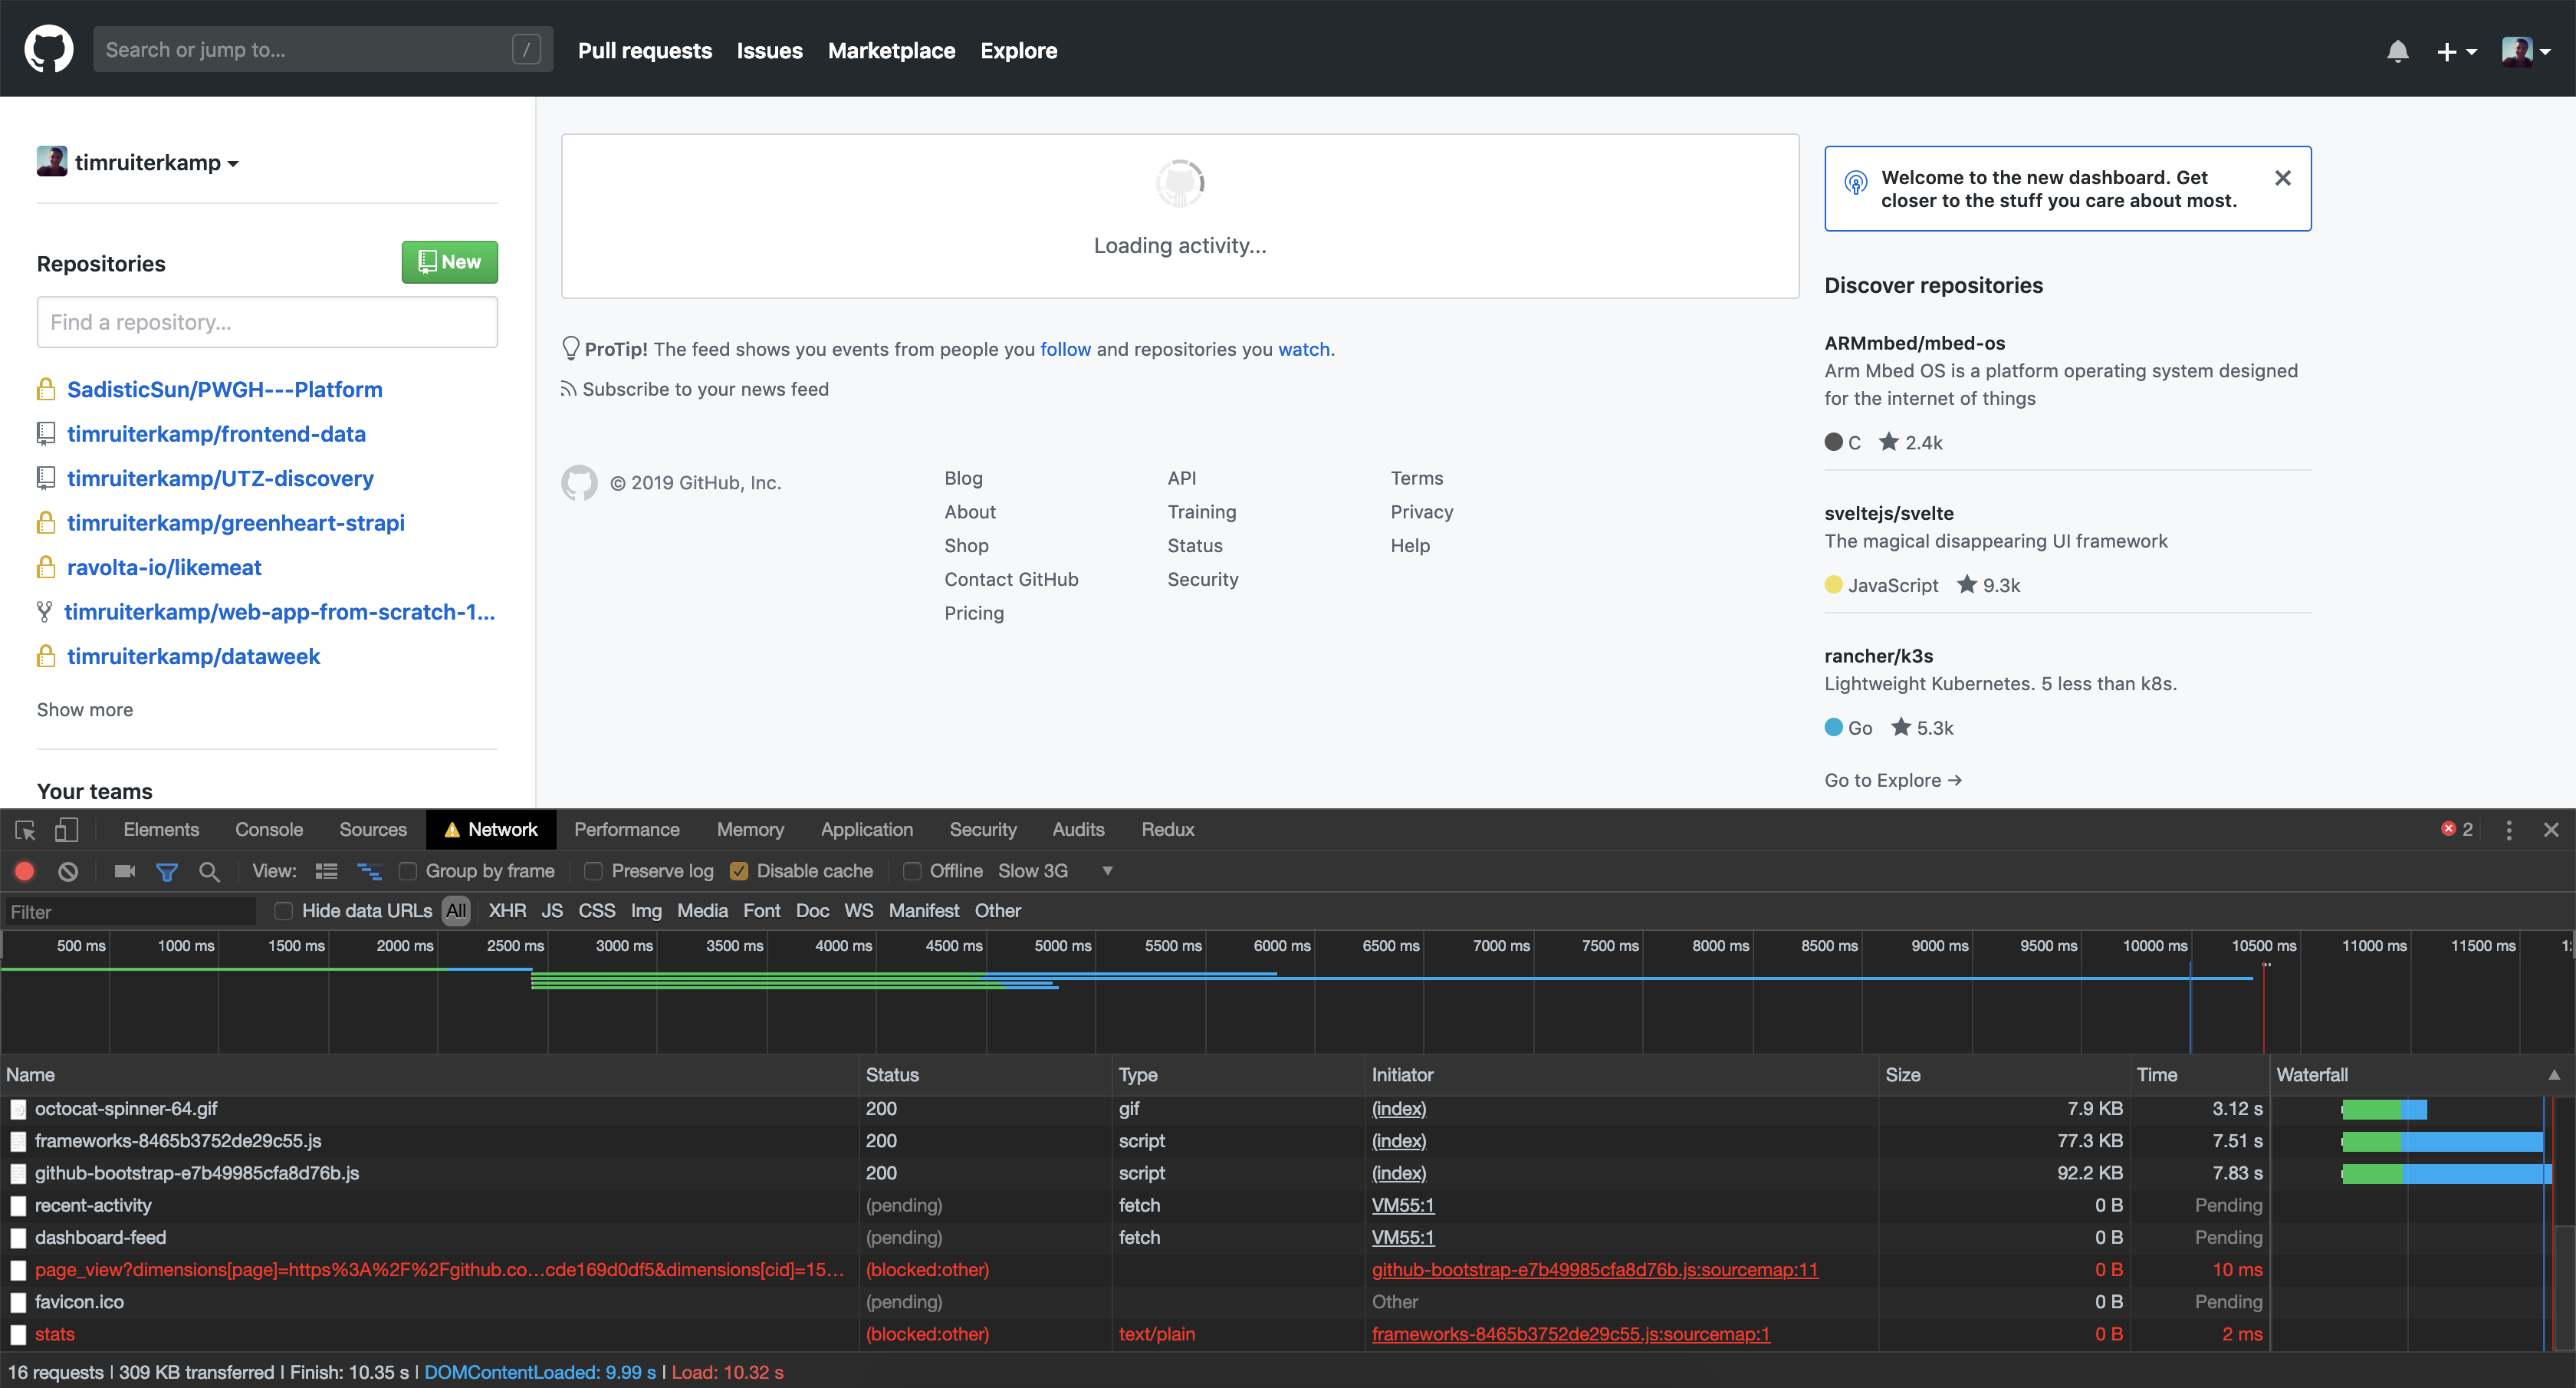 Search or jump to... /
Pull requests Issues Marketplace Explore
timruiterkamp
Repositories
New
Find a repository...
SadisticSun/PWGH---Platform
timruiterkamp/frontend-data
timruiterkamp/UTZ-discovery
timruiterkamp/greenheart-strapi
ravolta-io/likemeat
timruiterkamp/web-app-from-scratch-1...
timruiterkamp/dataweek
Show more
Your teams
Loading activity...
ProTip! The feed shows you events from people you follow and repositories you watch.
Subscribe to your news feed
© 2019 GitHub, Inc.
Blog
About
Shop
Contact GitHub
Pricing
API
Training
Status
Security
Terms
Privacy
Help
Welcome to the new dashboard. Get
closer to the stuff you care about most.
Discover repositories
ARMmbed/mbed-os
Arm Mbed OS is a platform operating system designed
for the internet of things
C 2.4k
sveltejs/svelte
The magical disappearing UI framework
JavaScript 9.3k
rancher/k3s
Lightweight Kubernetes. 5 less than k8s.
Go 5.3k
Go to Explore →
Elements Console Sources Network Performance Memory Application Security Audits Redux 2
View: Group by frame Preserve log Disable cache Offline Slow 3G
Filter Hide data URLs All XHR JS CSS Img Media Font Doc WS Manifest Other
500 ms 1000 ms 1500 ms 2000 ms 2500 ms 3000 ms 3500 ms 4000 ms 4500 ms 5000 ms 5500 ms 6000 ms 6500 ms 7000 ms 7500 ms 8000 ms 8500 ms 9000 ms 9500 ms 10000 ms 10500 ms 11000 ms 11500 ms
Name Status Type Initiator Size Time Waterfall
octocat-spinner-64.gif 200 gif (index) 7.9 KB 3.12 s
frameworks-8465b3752de29c55.js 200 script (index) 77.3 KB 7.51 s
github-bootstrap-e7b49985cfa8d76b.js 200 script (index) 92.2 KB 7.83 s
recent-activity (pending) fetch VM55:1 0 B Pending
dashboard-feed (pending) fetch VM55:1 0 B Pending
page_view?dimensions[page]=https%3A%2F%2Fgithub.co…cde169d0df5&dimensions[cid]=15… (blocked:other) github-bootstrap-e7b49985cfa8d76b.js:sourcemap:11 0 B 10 ms
favicon.ico (pending) Other 0 B Pending
stats (blocked:other) text/plain frameworks-8465b3752de29c55.js:sourcemap:1 0 B 2 ms
16 requests | 309 KB transferred | Finish: 10.35 s | DOMContentLoaded: 9.99 s | Load: 10.32 s